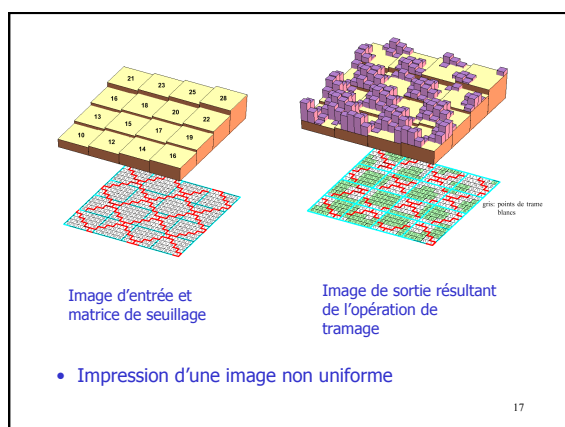 21
23
25
28
16
18
20
22
13
15
17
19
10
12
14
16
gris: points de trame
blancs
Image d'entrée et
matrice de seuillage
Image de sortie résultant
de l'opération de
tramage
• Impression d'une image non uniforme
17